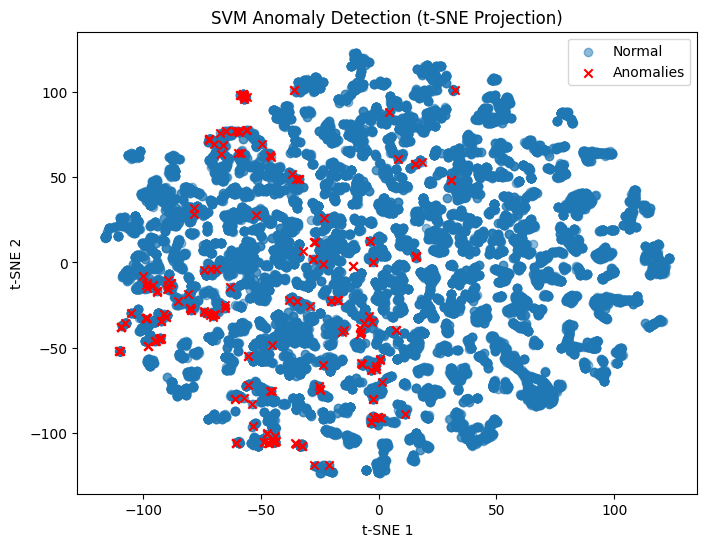 SVM Anomaly Detection (t-SNE Projection)
Normal
Anomalies
100
50
0
−50
−100
t-SNE 2
−100
−50
0
50
100
t-SNE 1